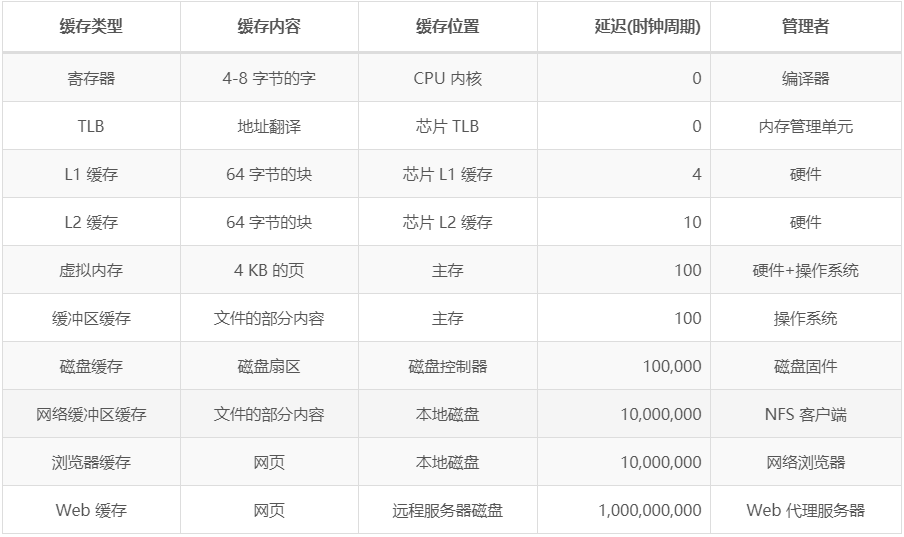 缓存类型 缓存内容 缓存位置 延迟(时钟周期) 管理者
寄存器 4-8 字节的字 CPU 内核 0 编译器
TLB 地址翻译 芯片 TLB 0 内存管理单元
L1 缓存 64 字节的块 芯片 L1 缓存 4 硬件
L2 缓存 64 字节的块 芯片 L2 缓存 10 硬件
虚拟内存 4 KB 的页 主存 100 硬件+操作系统
缓冲区缓存 文件的部分内容 主存 100 操作系统
磁盘缓存 磁盘扇区 磁盘控制器 100,000 磁盘固件
网络缓冲区缓存 文件的部分内容 本地磁盘 10,000,000 NFS 客户端
浏览器缓存 网页 本地磁盘 10,000,000 网络浏览器
Web 缓存 网页 远程服务器磁盘 1,000,000,000 Web 代理服务器